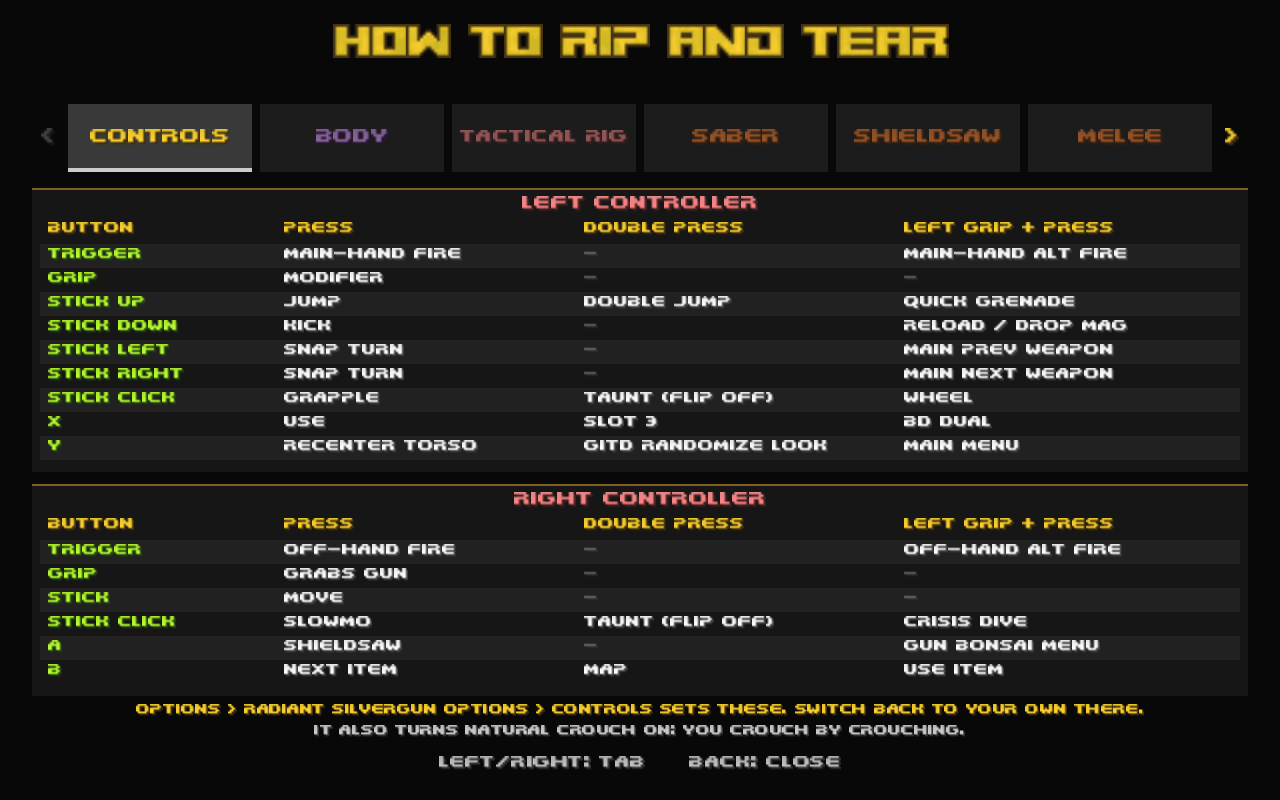 HOW TO RIP AND TEAR
< CONTROLS BODY TACTICAL RIG SABER SHIELDSAW MELEE >
LEFT CONTROLLER
BUTTON PRESS DOUBLE PRESS LEFT GRIP + PRESS
TRIGGER MAIN-HAND FIRE — MAIN-HAND ALT FIRE
GRIP MODIFIER — —
STICK UP JUMP DOUBLE JUMP QUICK GRENADE
STICK DOWN KICK — RELOAD / DROP MAG
STICK LEFT SNAP TURN — MAIN PREV WEAPON
STICK RIGHT SNAP TURN — MAIN NEXT WEAPON
STICK CLICK GRAPPLE TAUNT (FLIP OFF) WHEEL
X USE SLOT 3 BD DUAL
Y RECENTER TORSO GITD RANDOMIZE LOOK MAIN MENU
RIGHT CONTROLLER
BUTTON PRESS DOUBLE PRESS LEFT GRIP + PRESS
TRIGGER OFF-HAND FIRE — OFF-HAND ALT FIRE
GRIP GRABS GUN — —
STICK MOVE — —
STICK CLICK SLOWMO TAUNT (FLIP OFF) CRISIS DIVE
A SHIELDSAW — GUN BONSAI MENU
B NEXT ITEM MAP USE ITEM
OPTIONS > RADIANT SILVERGUN OPTIONS > CONTROLS SETS THESE. SWITCH BACK TO YOUR OWN THERE.
IT ALSO TURNS NATURAL CROUCH ON: YOU CROUCH BY CROUCHING.
LEFT/RIGHT: TAB BACK: CLOSE